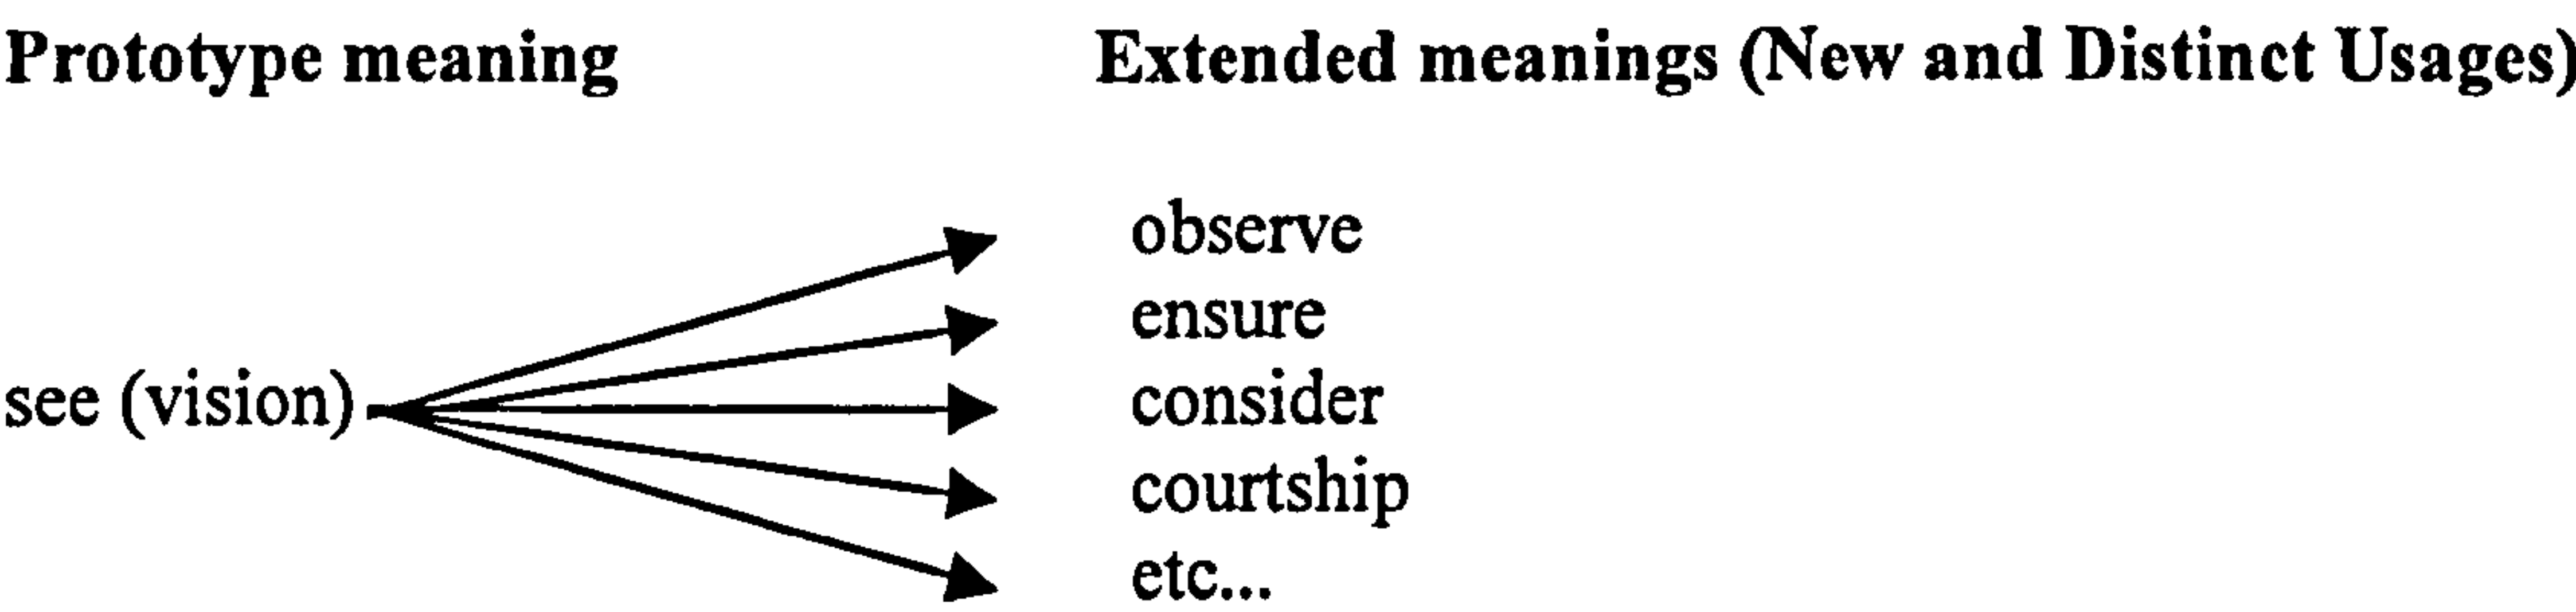 Prototype meaning Extended meanings (New and Distinct Usages)
observe
ensure
see (vision) consider
courtship
etc...